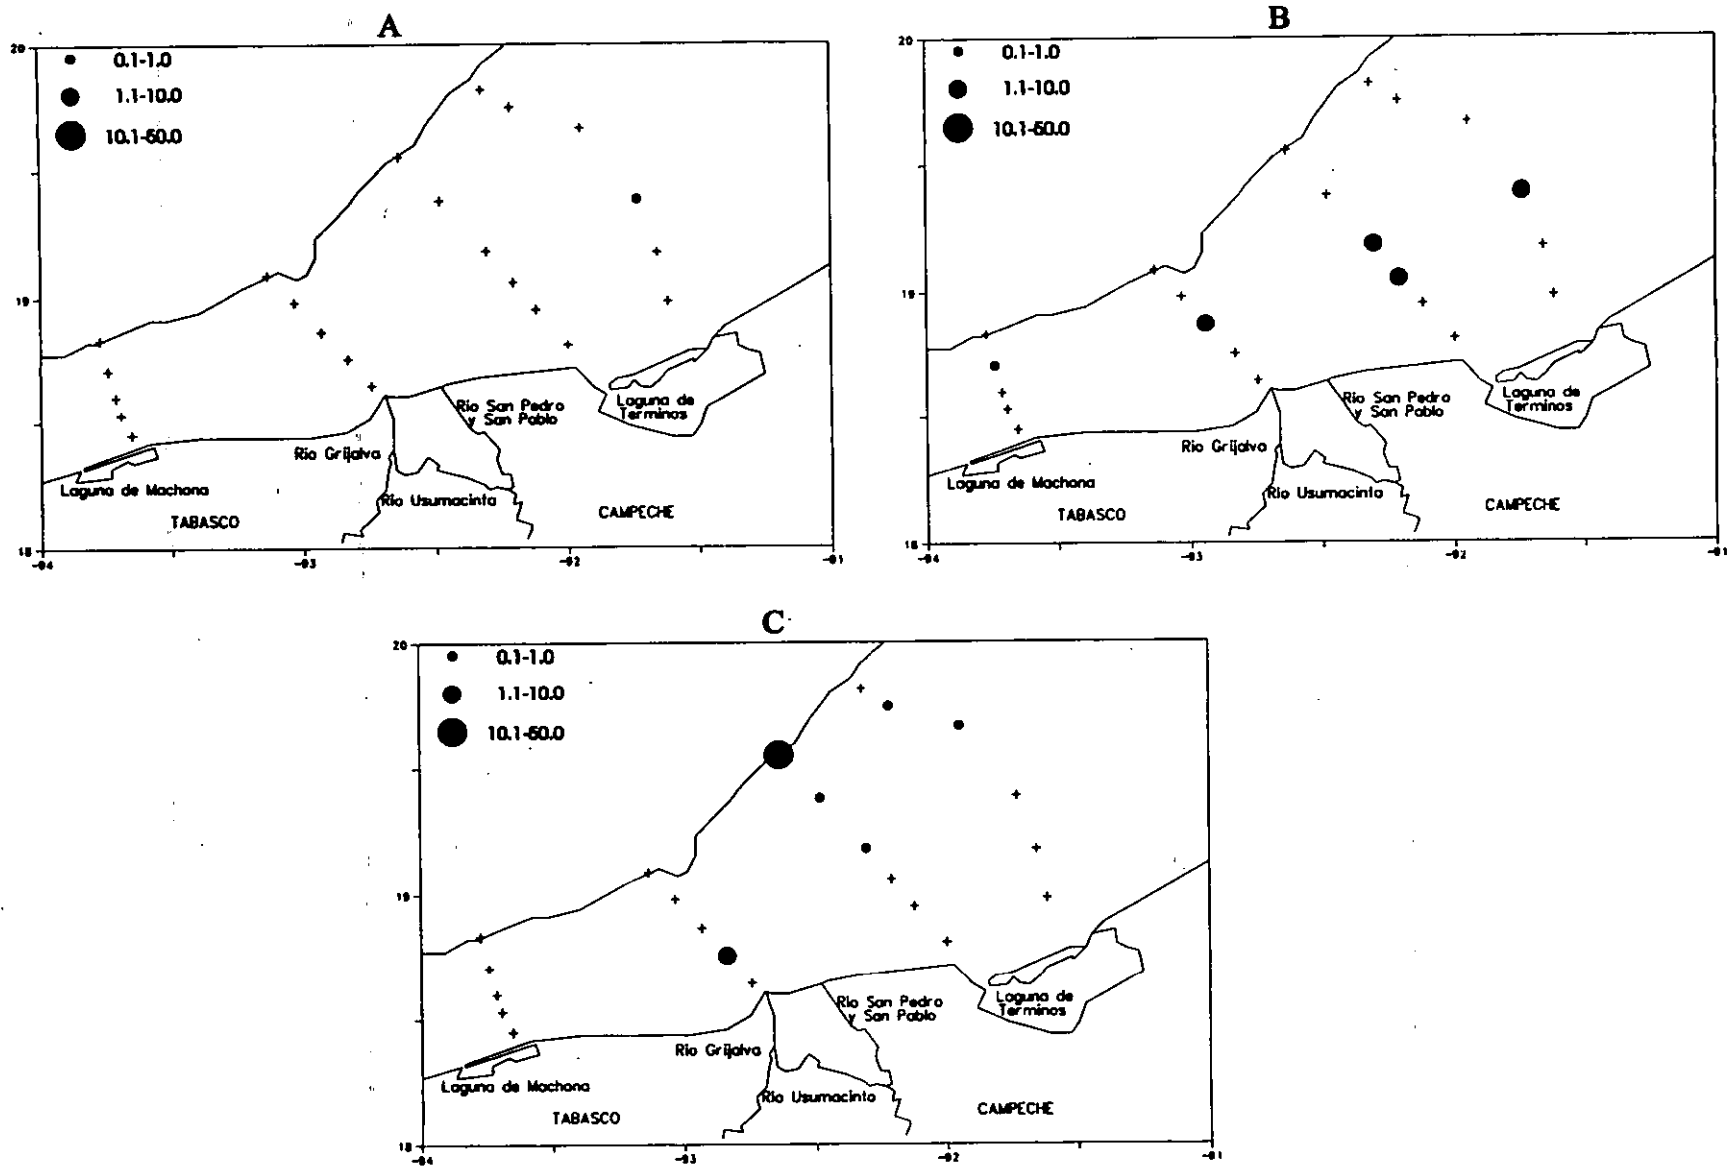 A
20
0.1-1.0
1.1-10.0
10.1-50.0
19
Rio San Pedro
y San Pablo
Laguna de
Terminos
Rio Grijalva
Laguna de Machona
Rio Usumacinta
TABASCO
CAMPECHE
18
-94
-93
-92
-91
B
20
0.1-1.0
1.1-10.0
10.1-50.0
19
Rio San Pedro
y San Pablo
Laguna de
Terminos
Rio Grijalva
Laguna de Machona
Rio Usumacinta
TABASCO
CAMPECHE
18
-94
-93
-92
-91
C
20
0.1-1.0
1.1-10.0
10.1-50.0
19
Rio San Pedro
y San Pablo
Laguna de
Terminos
Rio Grijalva
Laguna de Machona
Rio Usumacinta
TABASCO
CAMPECHE
18
-94
-93
-92
-91